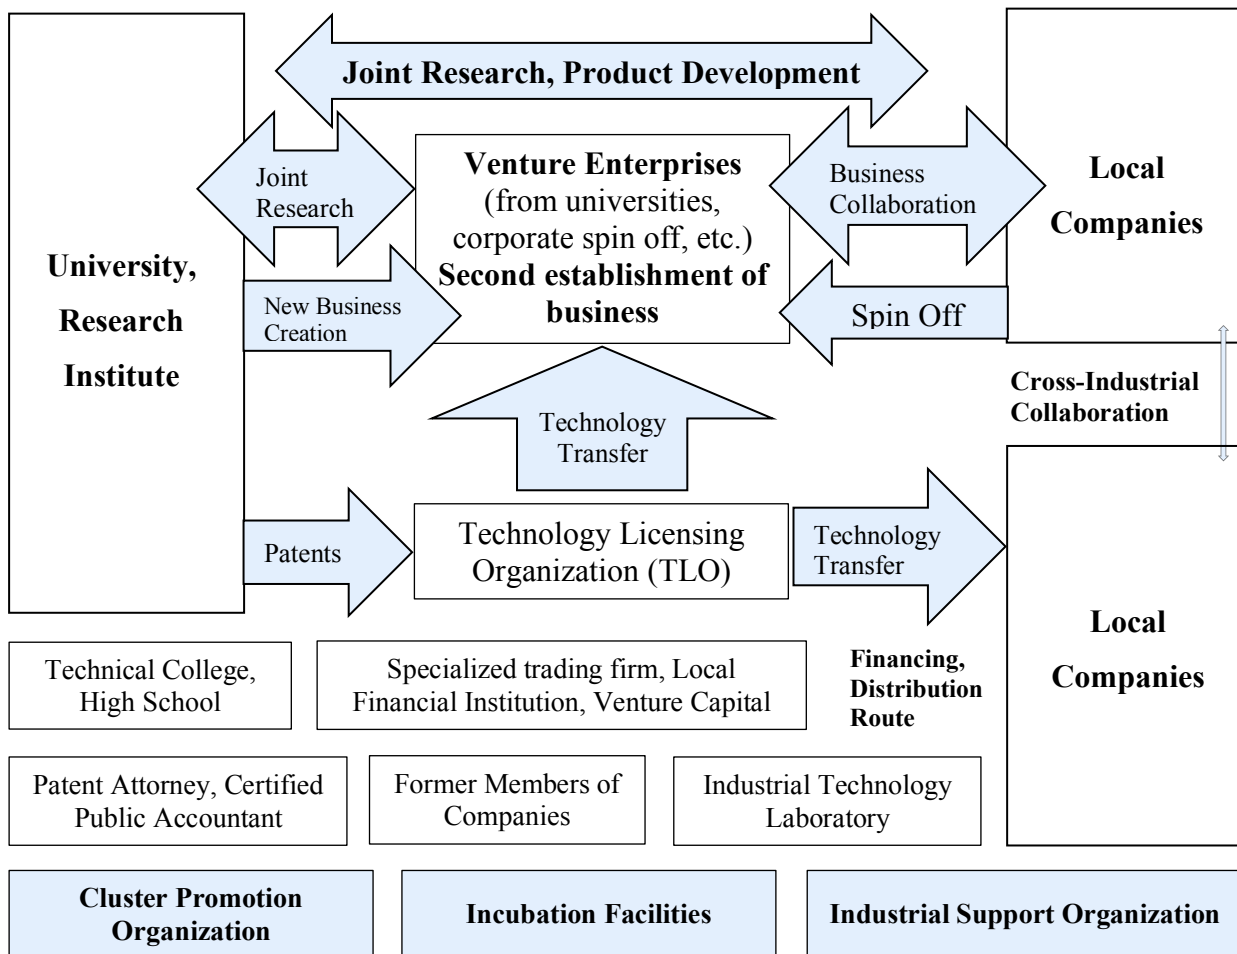 Joint Research, Product Development
University,
Research
Institute
Joint
Research
Venture Enterprises
(from universities,
corporate spin off, etc.)
Second establishment of
business
Business
Collaboration
Local
Companies
New Business
Creation
Spin Off
Cross-Industrial
Collaboration
Technology
Transfer
Patents
Technology Licensing
Organization (TLO)
Technology
Transfer
Local
Companies
Technical College,
High School
Specialized trading firm, Local
Financial Institution, Venture Capital
Financing,
Distribution
Route
Patent Attorney, Certified
Public Accountant
Former Members of
Companies
Industrial Technology
Laboratory
Cluster Promotion
Organization
Incubation Facilities
Industrial Support Organization